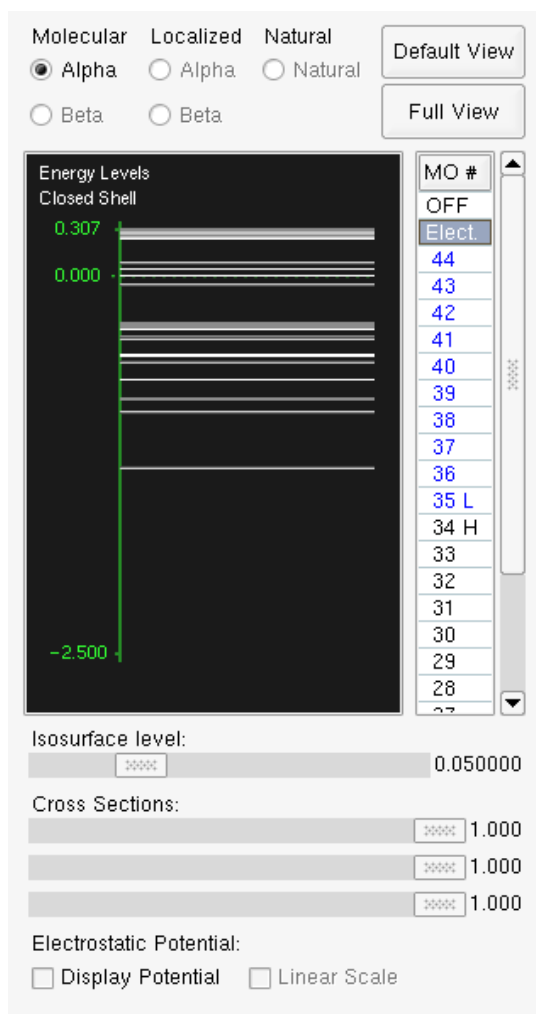 Molecular Localized Natural
Alpha Alpha Natural
Beta Beta
Default View
Full View
Energy Levels
Closed Shell
0.307
0.000
-2.500
MO #
OFF
Elect.
44
43
42
41
40
39
38
37
36
35 L
34 H
33
32
31
30
29
28
Isosurface level:
0.050000
Cross Sections:
1.000
1.000
1.000
Electrostatic Potential:
Display Potential Linear Scale